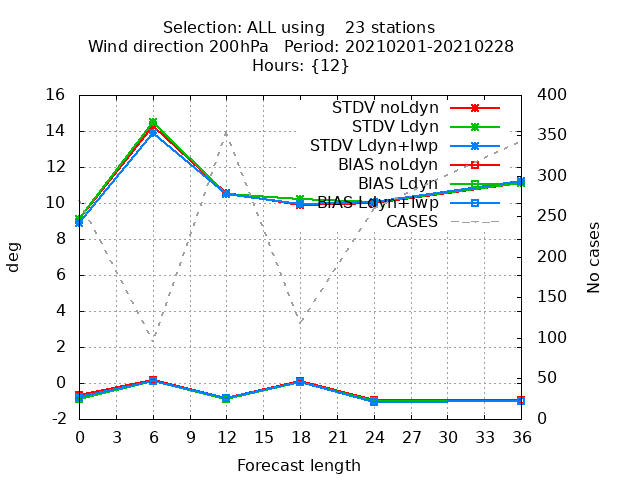 Selection: ALL using 23 stations
Wind direction 200hPa Period: 20210201-20210228
Hours: {12}
STDV noLdyn
STDV Ldyn
STDV Ldyn+lwp
BIAS noLdyn
BIAS Ldyn
BIAS Ldyn+lwp
CASES
deg
16
14
12
10
8
6
4
2
0
-2
No cases
400
350
300
250
200
150
100
50
0
0 3 6 9 12 15 18 21 24 27 30 33 36
Forecast length